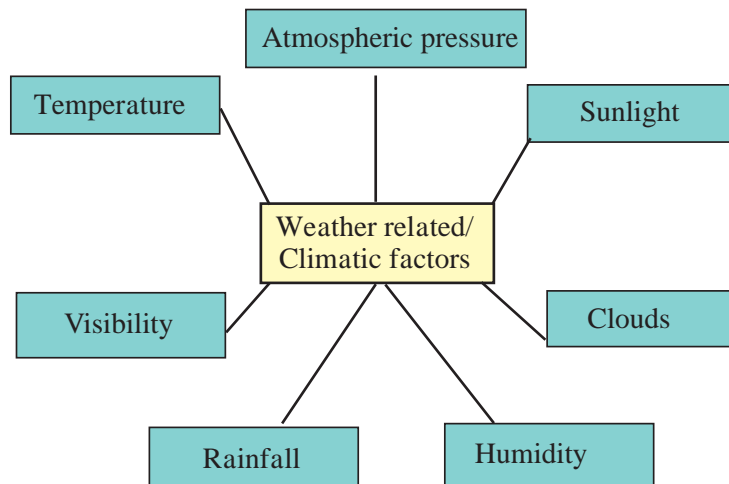 Atmospheric pressure
Temperature
Sunlight
Weather related/
Climatic factors
Visibility
Clouds
Rainfall
Humidity